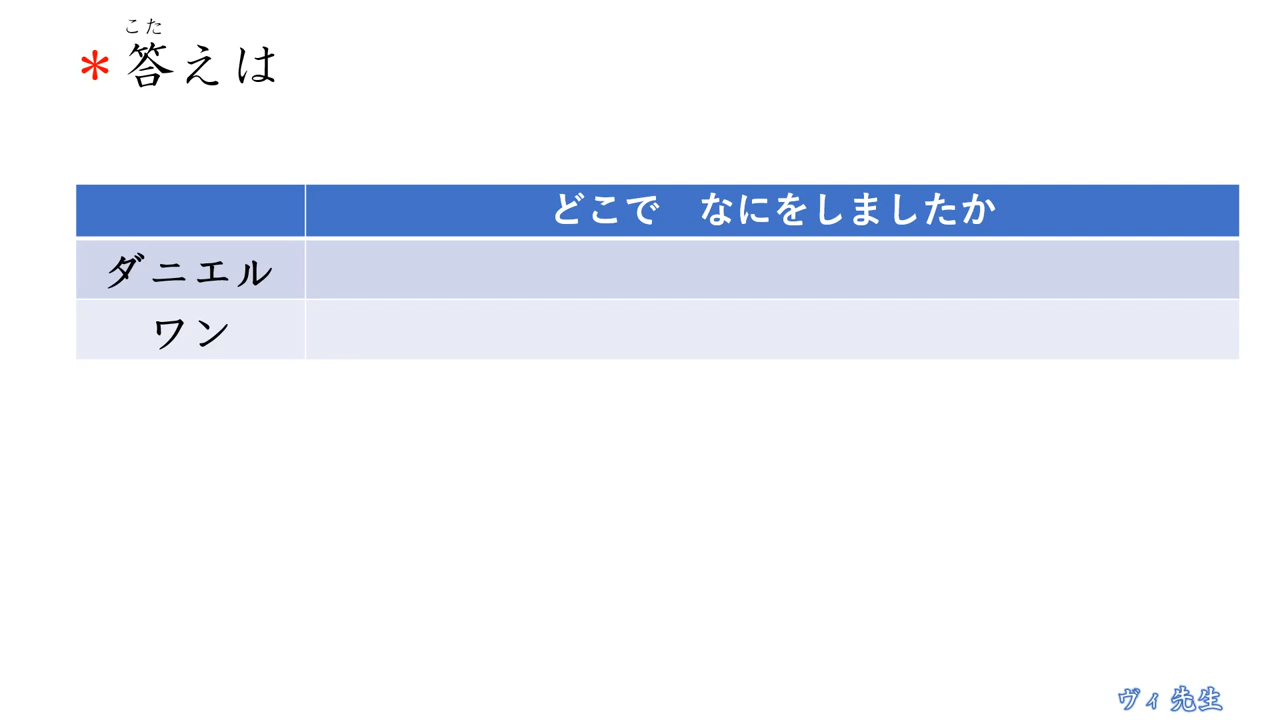 こた
*答えは
どこで　なにをしましたか
ダニエル
ワン
ヴィ先生